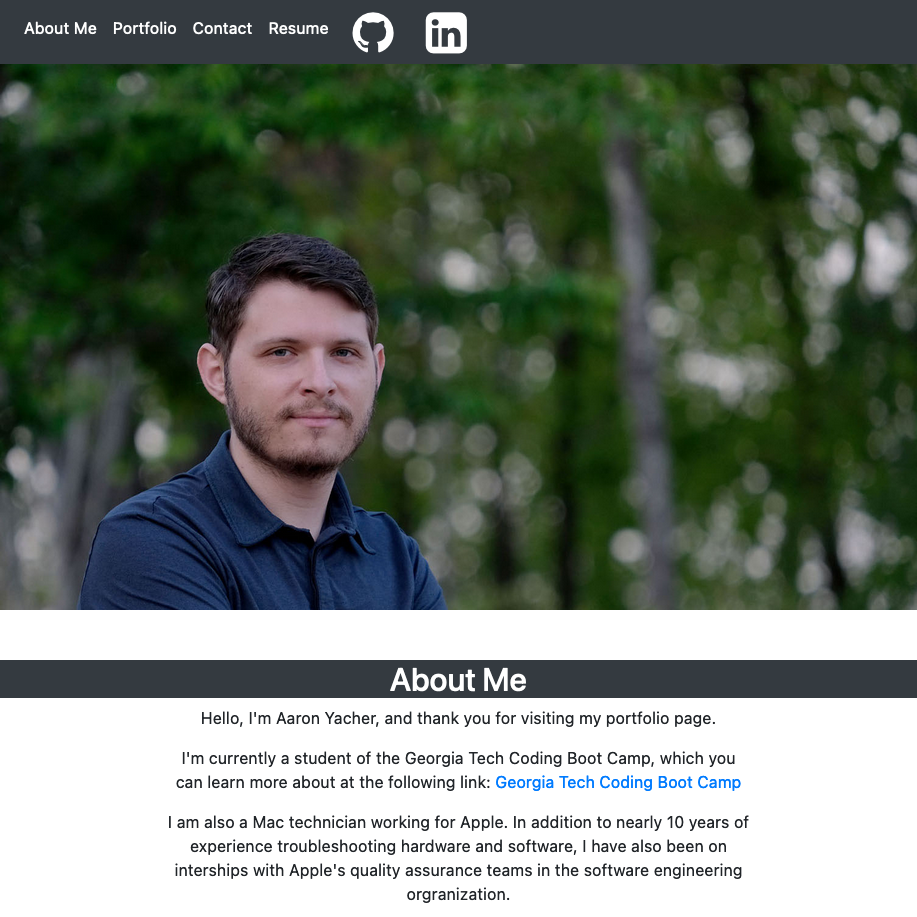 About Me Portfolio Contact Resume
in
About Me
Hello, I'm Aaron Yacher, and thank you for visiting my portfolio page.
I'm currently a student of the Georgia Tech Coding Boot Camp, which you
can learn more about at the following link: Georgia Tech Coding Boot Camp
I am also a Mac technician working for Apple. In addition to nearly 10 years of
experience troubleshooting hardware and software, I have also been on
interships with Apple's quality assurance teams in the software engineering
orgranization.